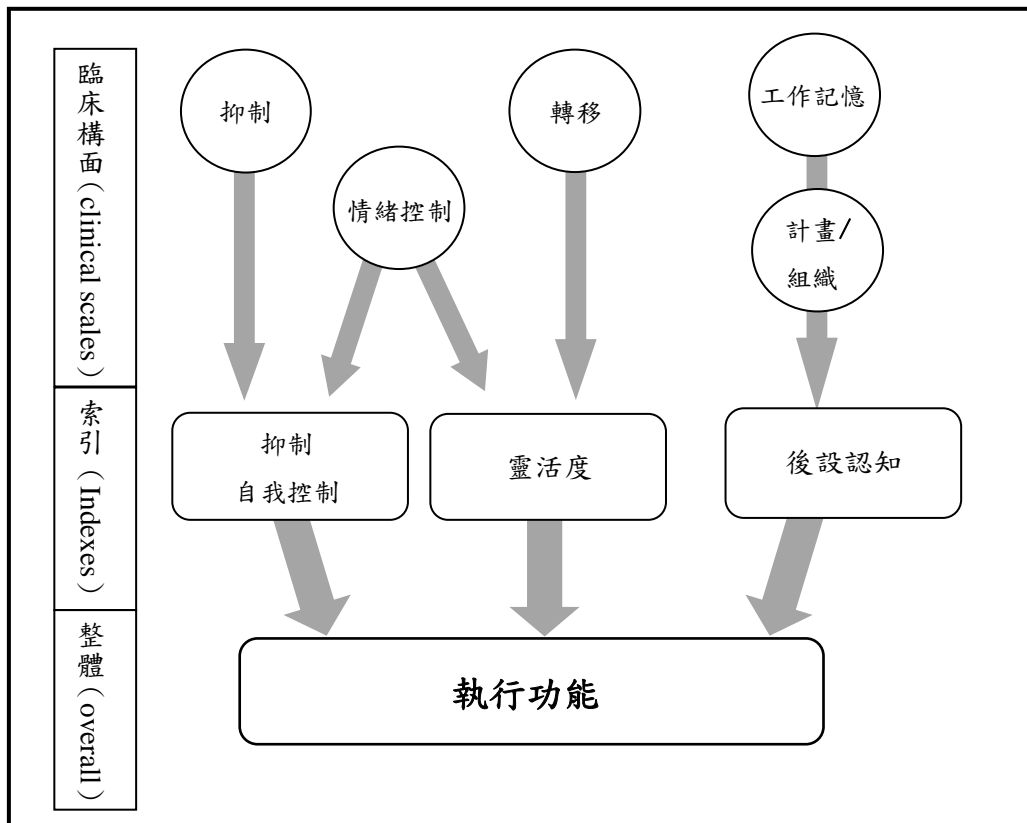 臨床構面（clinical scales）
抑制
轉移
工作記憶
情緒控制
計畫/
組織
索引（Indexes）
抑制
自我控制
靈活度
後設認知
整體（overall）
執行功能